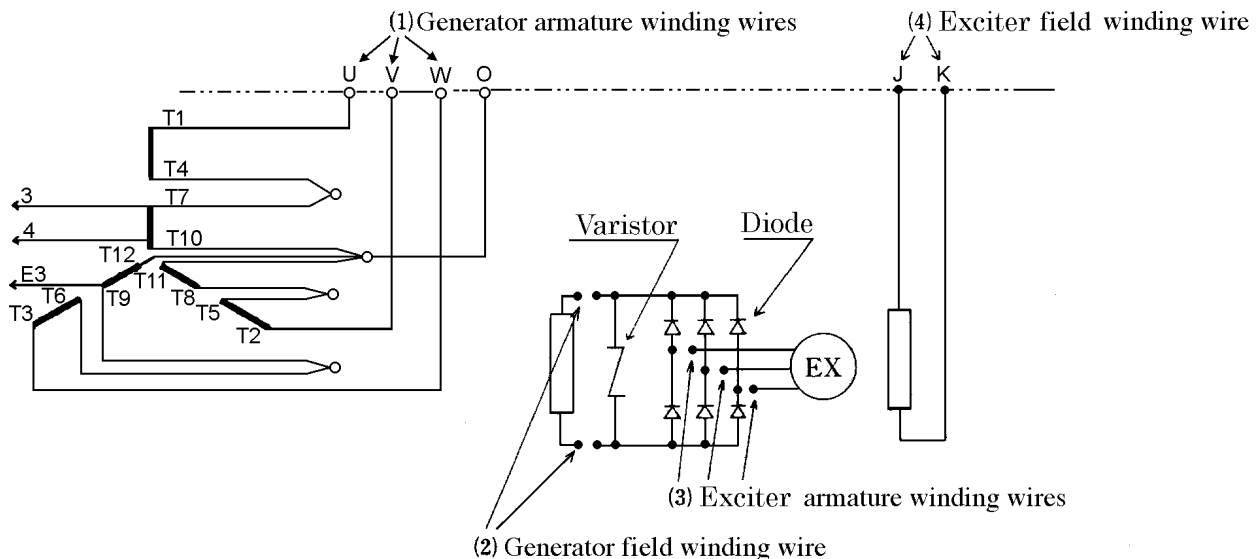 (1) Generator armature winding wires
(4) Exciter field winding wire
U V W O
J K
T1
T4
3
T7
4
T10
T12
T11
E3
T6
T9
T8
T3
T5
T2
Varistor
Diode
EX
(3) Exciter armature winding wires
(2) Generator field winding wire